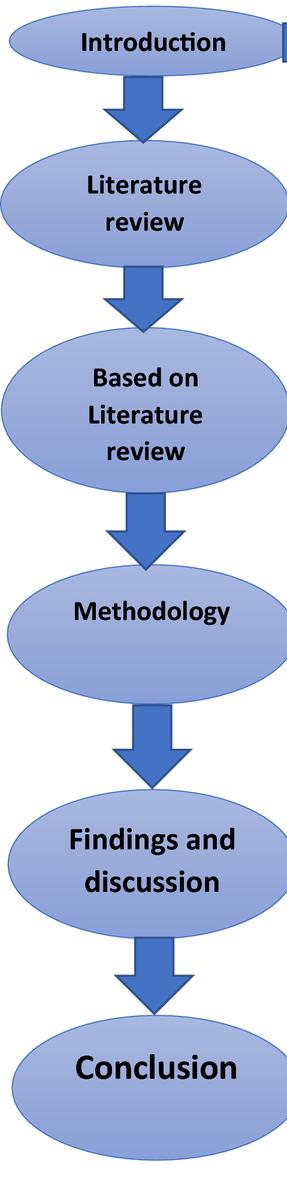 Introduction
Literature
review
Based on
Literature
review
Methodology
Findings and
discussion
Conclusion